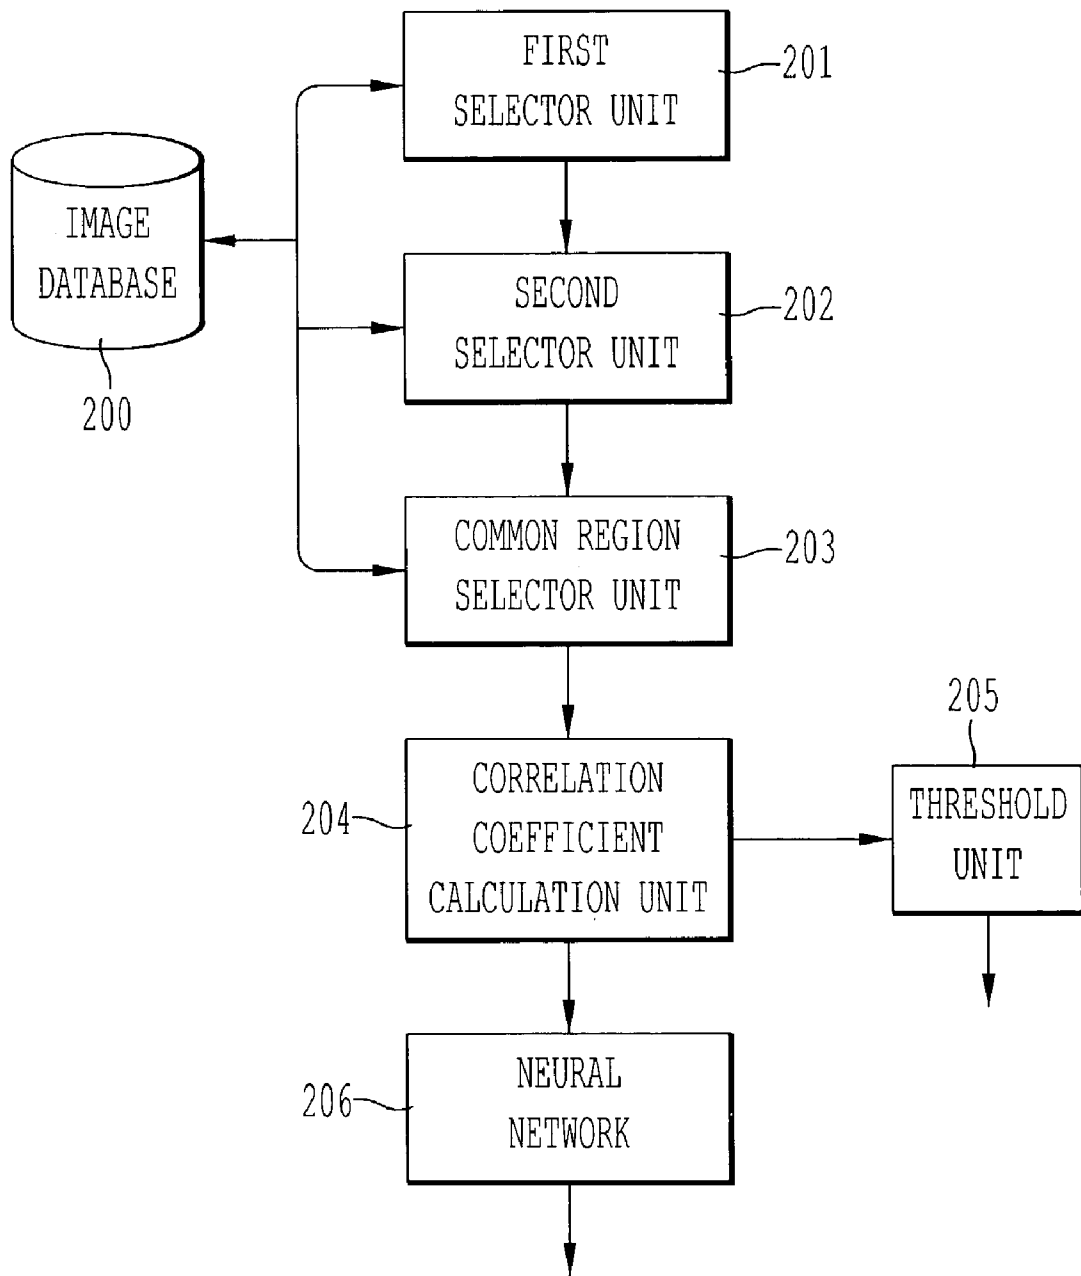 FIRST
SELECTOR UNIT
201
IMAGE
DATABASE
200
SECOND
SELECTOR UNIT
202
COMMON REGION
SELECTOR UNIT
203
CORRELATION
COEFFICIENT
CALCULATION UNIT
204
205
THRESHOLD
UNIT
NEURAL
NETWORK
206